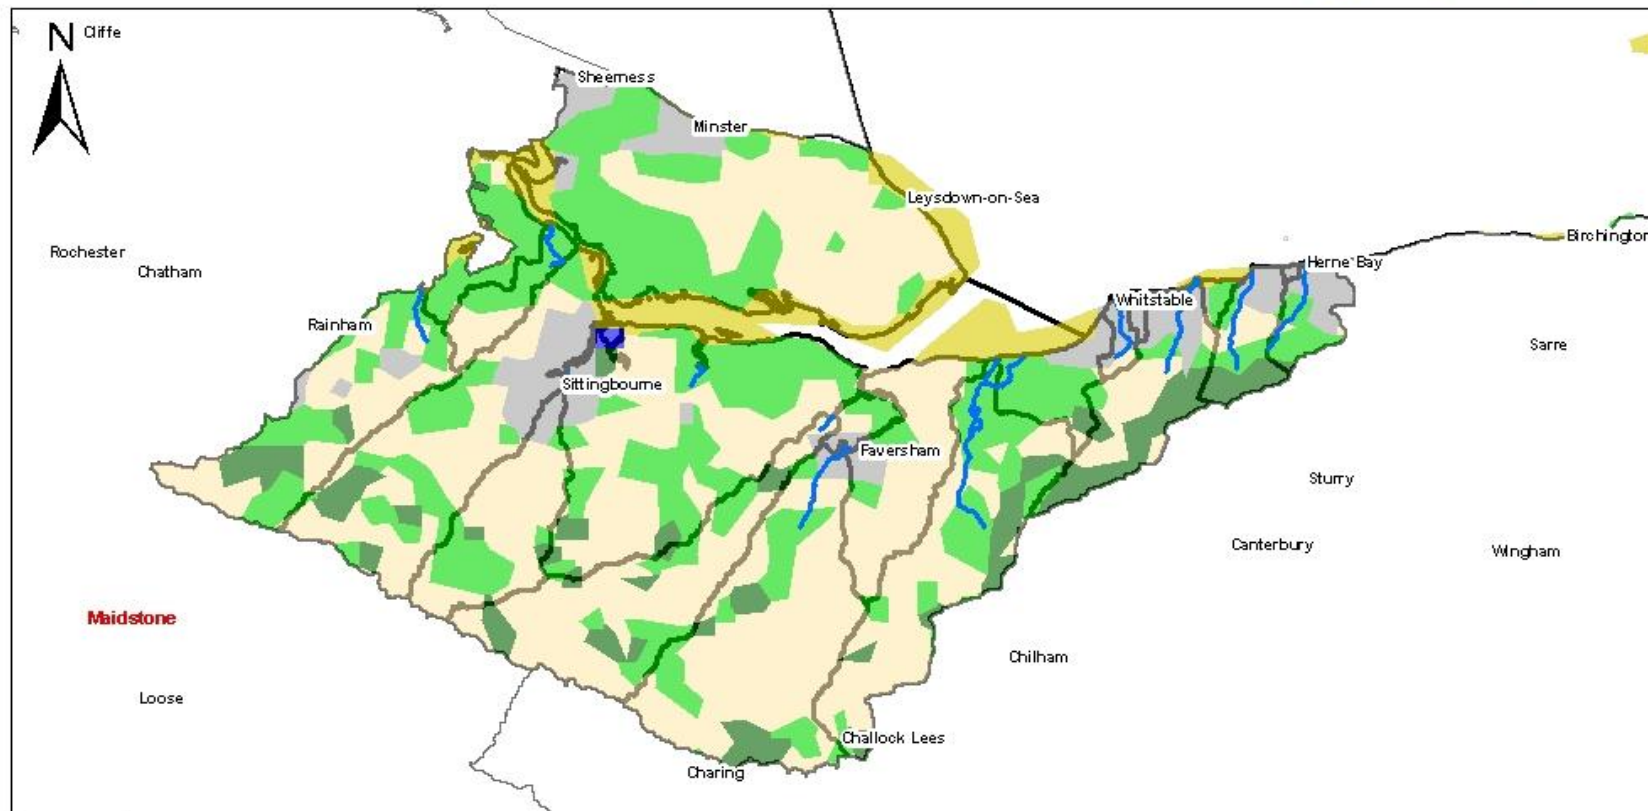 N
Cliffe
Sheerness
Minster
Leysdown-on-Sea
Birchington
Rochester
Chatham
Herne Bay
Whitstable
Rainham
Sarre
Sittingbourne
Faversham
Sturry
Canterbury
Wingham
Maidstone
Chilham
Loose
Challock Lees
Charing